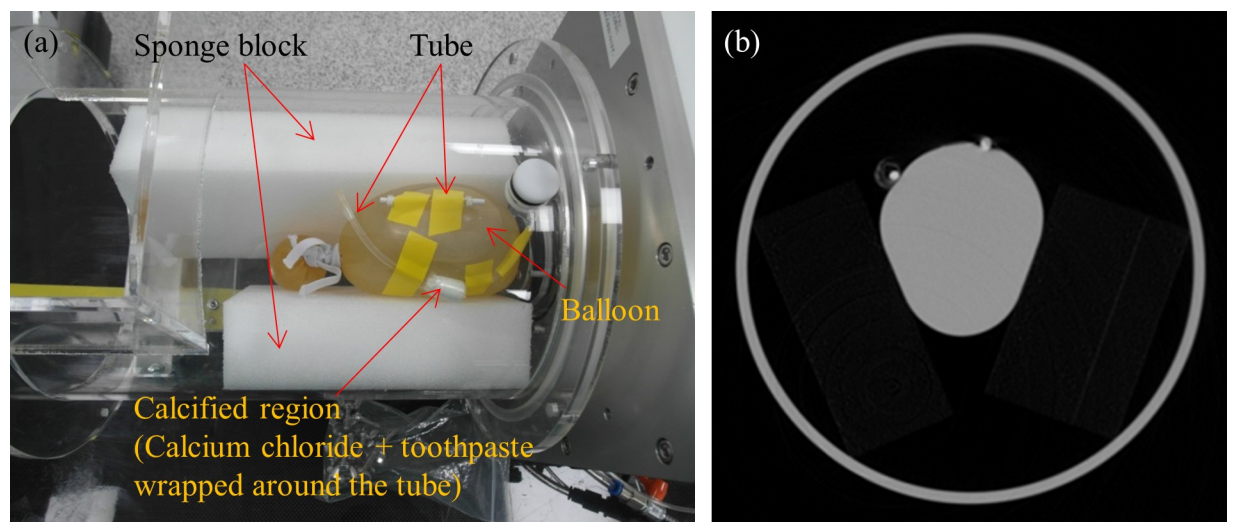 (a)
Sponge block
Tube
Balloon
Calcified region
(Calcium chloride + toothpaste
wrapped around the tube)
(b)